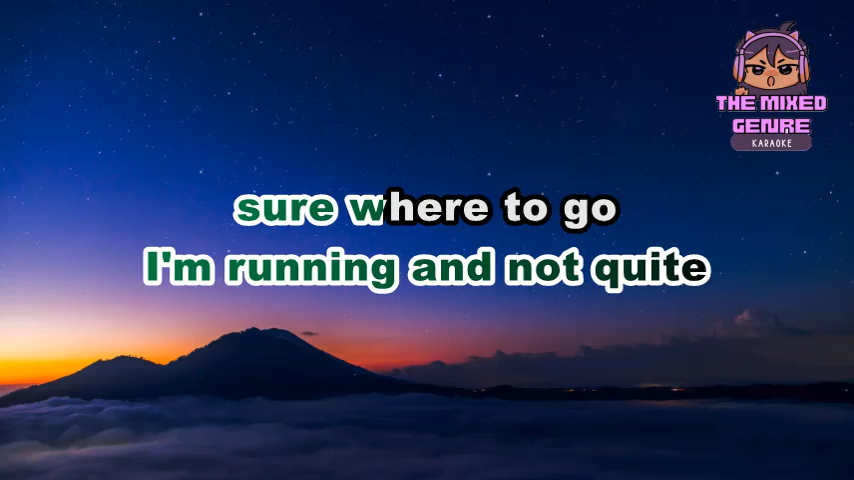 THE MIXED
GENRE
KARAOKE
sure where to go
I'm running and not quite